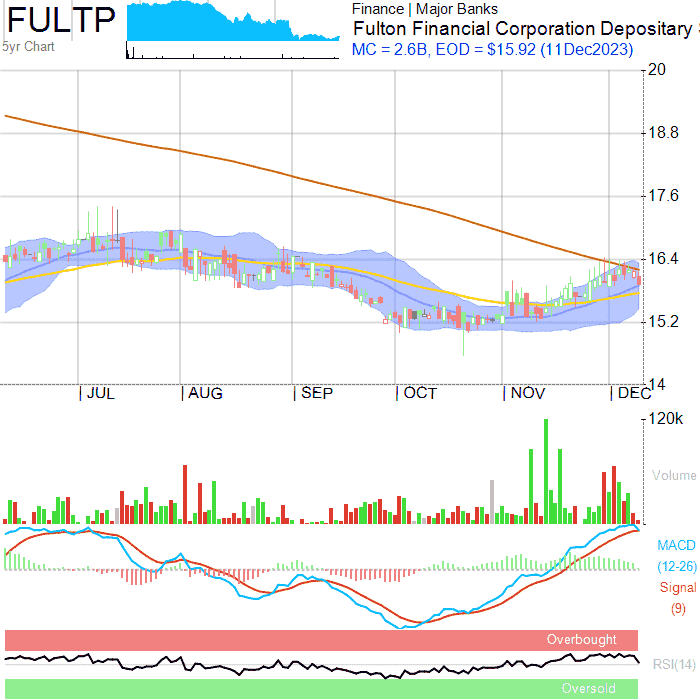 FULTP
5yr Chart
Finance | Major Banks
Fulton Financial Corporation Depositary
MC = 2.6B, EOD = $15.92 (11Dec2023)
20
18.8
17.6
16.4
15.2
14
JUL AUG SEP OCT NOV DEC
120k
Volume
MACD
(12-26)
Signal
(9)
Overbought
RSI(14)
Oversold